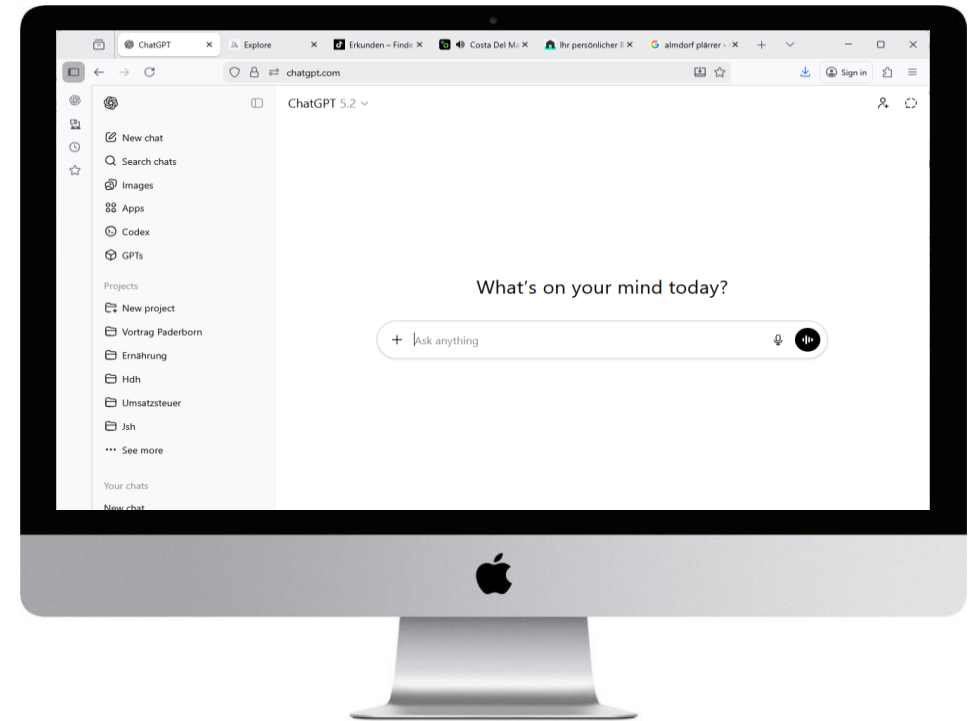 ChatGPT
Explore
Erkunden – Finde
Costa Del Ma
Ihr persönlicher E
almdorf plärrer -
chatgpt.com
Sign in
ChatGPT 5.2
New chat
Search chats
Images
Apps
Codex
GPTs
Projects
New project
Vortrag Paderborn
Ernährung
Hdh
Umsatzsteuer
Jsh
See more
Your chats
New chat
What's on your mind today?
Ask anything